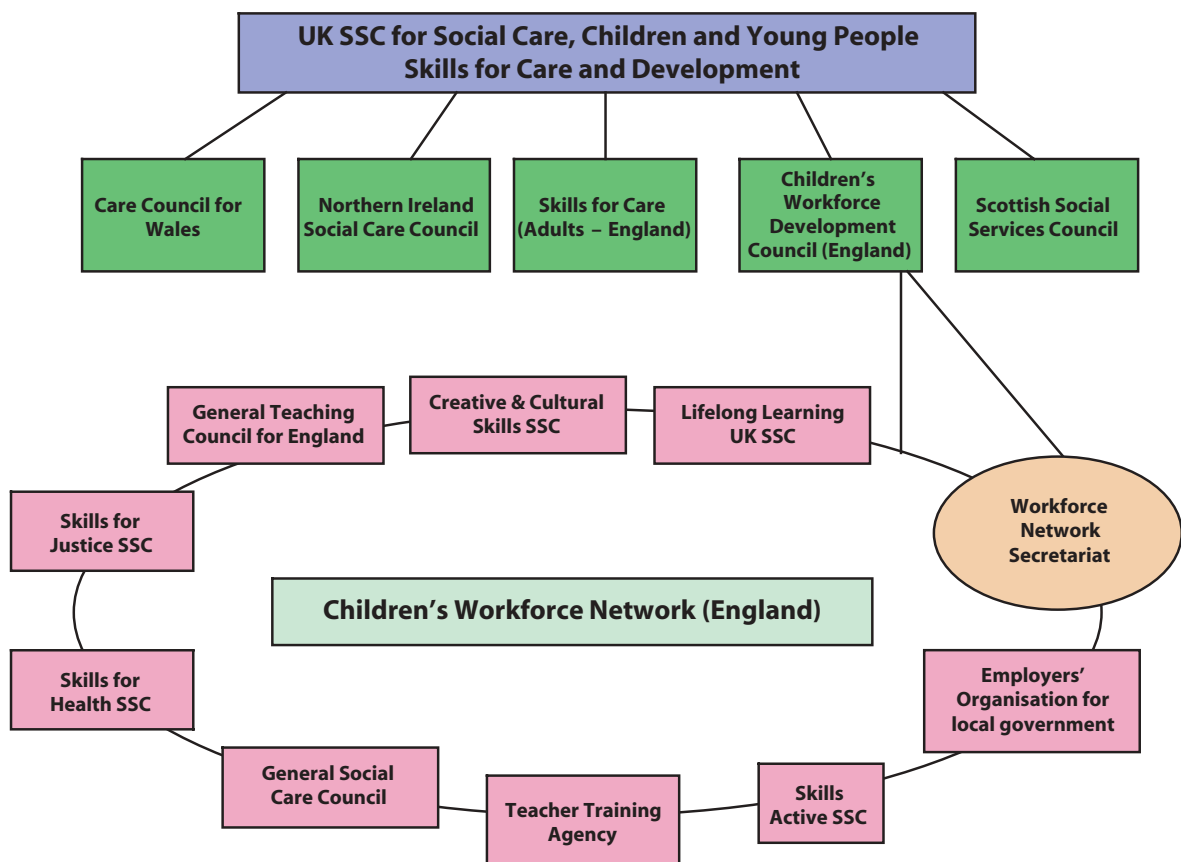 UK SSC for Social Care, Children and Young People
Skills for Care and Development
Care Council for
Wales
Northern Ireland
Social Care Council
Skills for Care
(Adults – England)
Children’s
Workforce
Development
Council (England)
Scottish Social
Services Council
General Teaching
Council for England
Creative & Cultural
Skills SSC
Lifelong Learning
UK SSC
Skills for
Justice SSC
Workforce
Network
Secretariat
Children’s Workforce Network (England)
Skills for
Health SSC
Employers’
Organisation for
local government
General Social
Care Council
Teacher Training
Agency
Skills
Active SSC